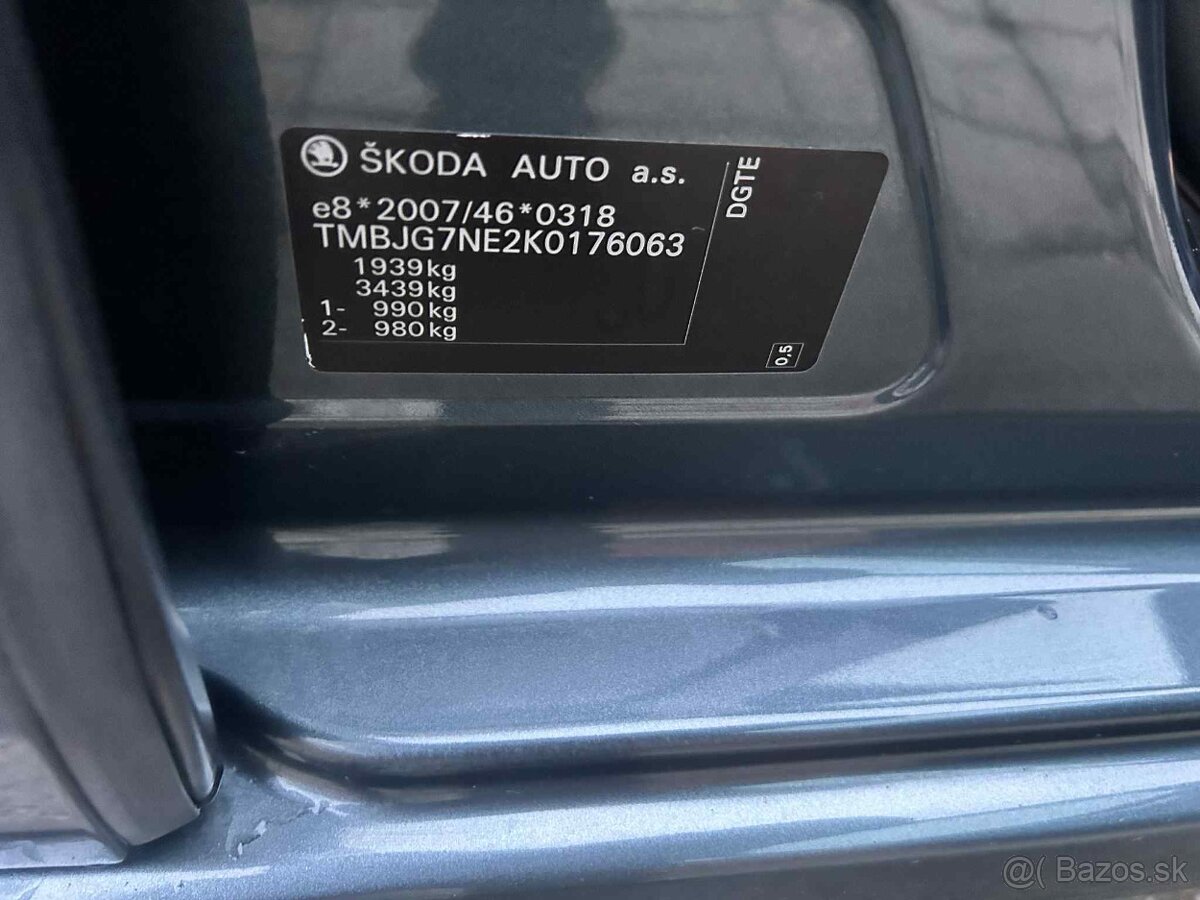 ŠKODA AUTO a.s.
e8*2007/46*0318
TMBJG7NE2K0176063
1939kg
3439kg
1- 990kg
2- 980kg
DGTE
0,5
@( Bazos.sk